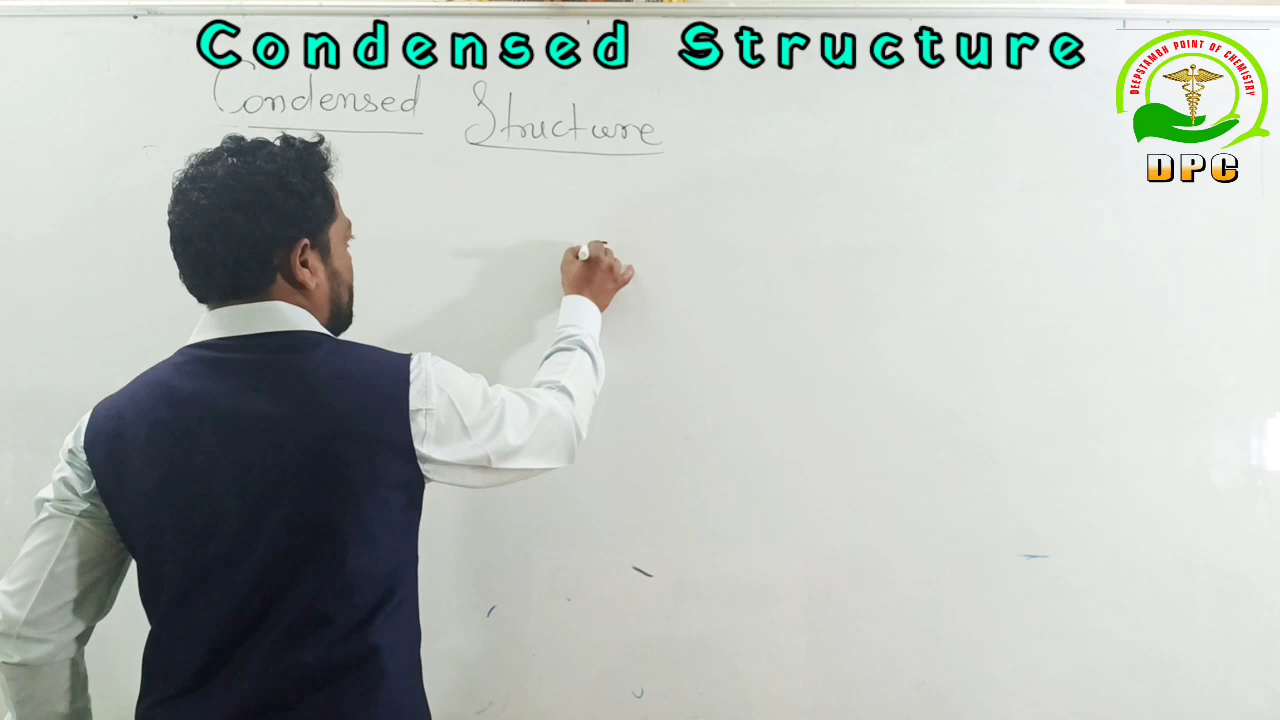 Condensed Structure
Condensed Structure
DEEPSTAMBH POINT OF CHEMISTRY
DPC